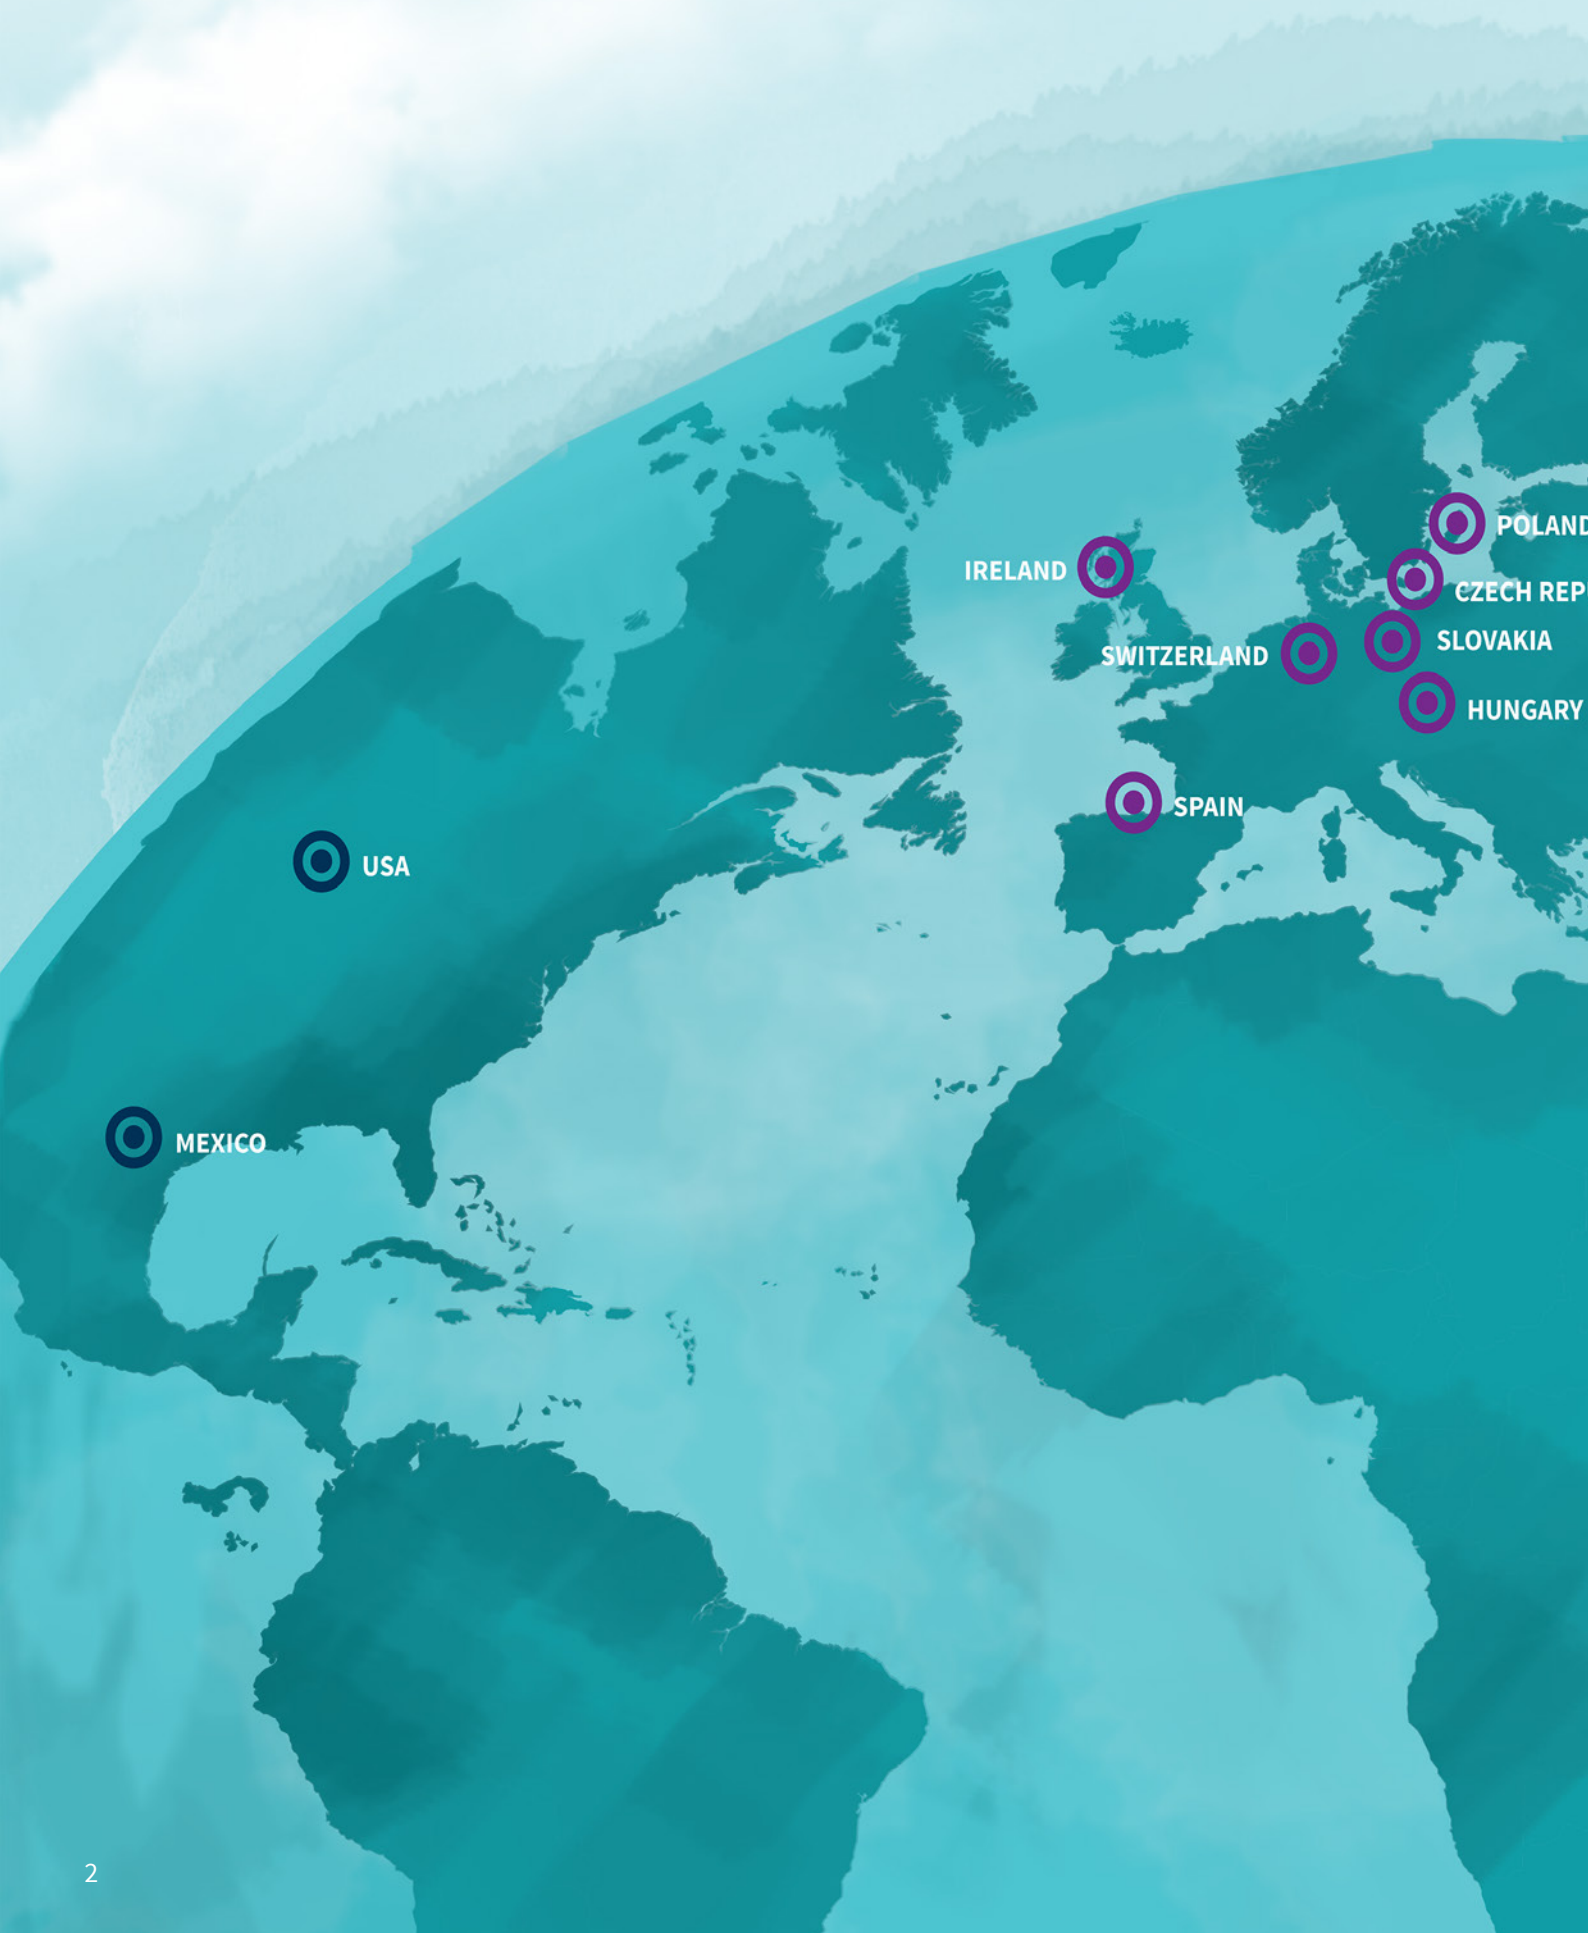 POLAND
IRELAND
CZECH REP
SWITZERLAND
SLOVAKIA
HUNGARY
SPAIN
USA
MEXICO
2